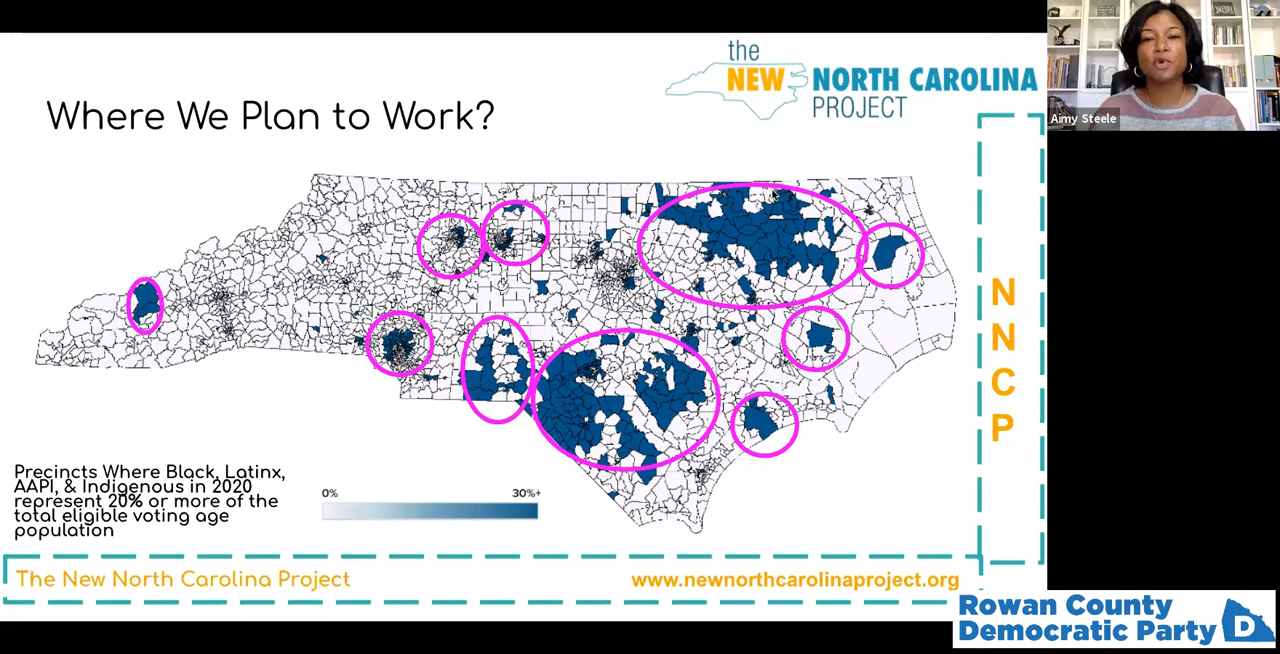 the
NEW NORTH CAROLINA
PROJECT
Where We Plan to Work?
Aimy Steele
N
N
C
P
Precincts Where Black, Latinx,
AAPI, & Indigenous in 2020
represent 20% or more of the
total eligible voting age
population
0% 30%+
The New North Carolina Project
www.newnorthcarolinaproject.org
Rowan County
Democratic Party D